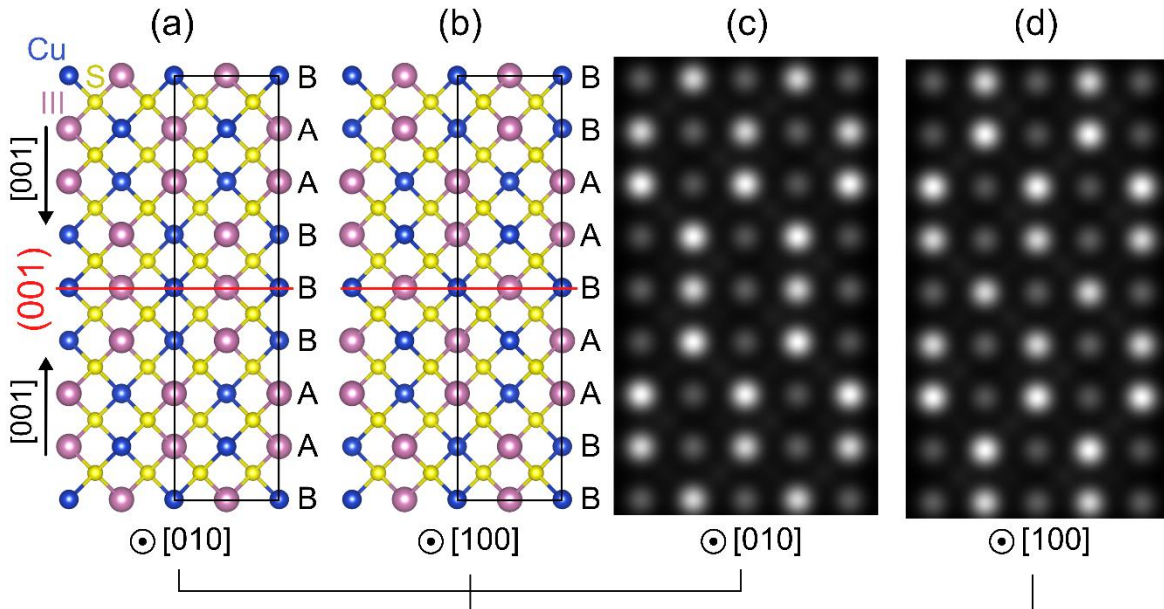 (a) (b) (c) (d)
Cu
S
III
[001]
(001)
[001]
B
A
A
B
B
B
A
A
B
B
B
A
A
B
A
A
B
B
⊙[010] ⊙[100] ⊙[010] ⊙[100]